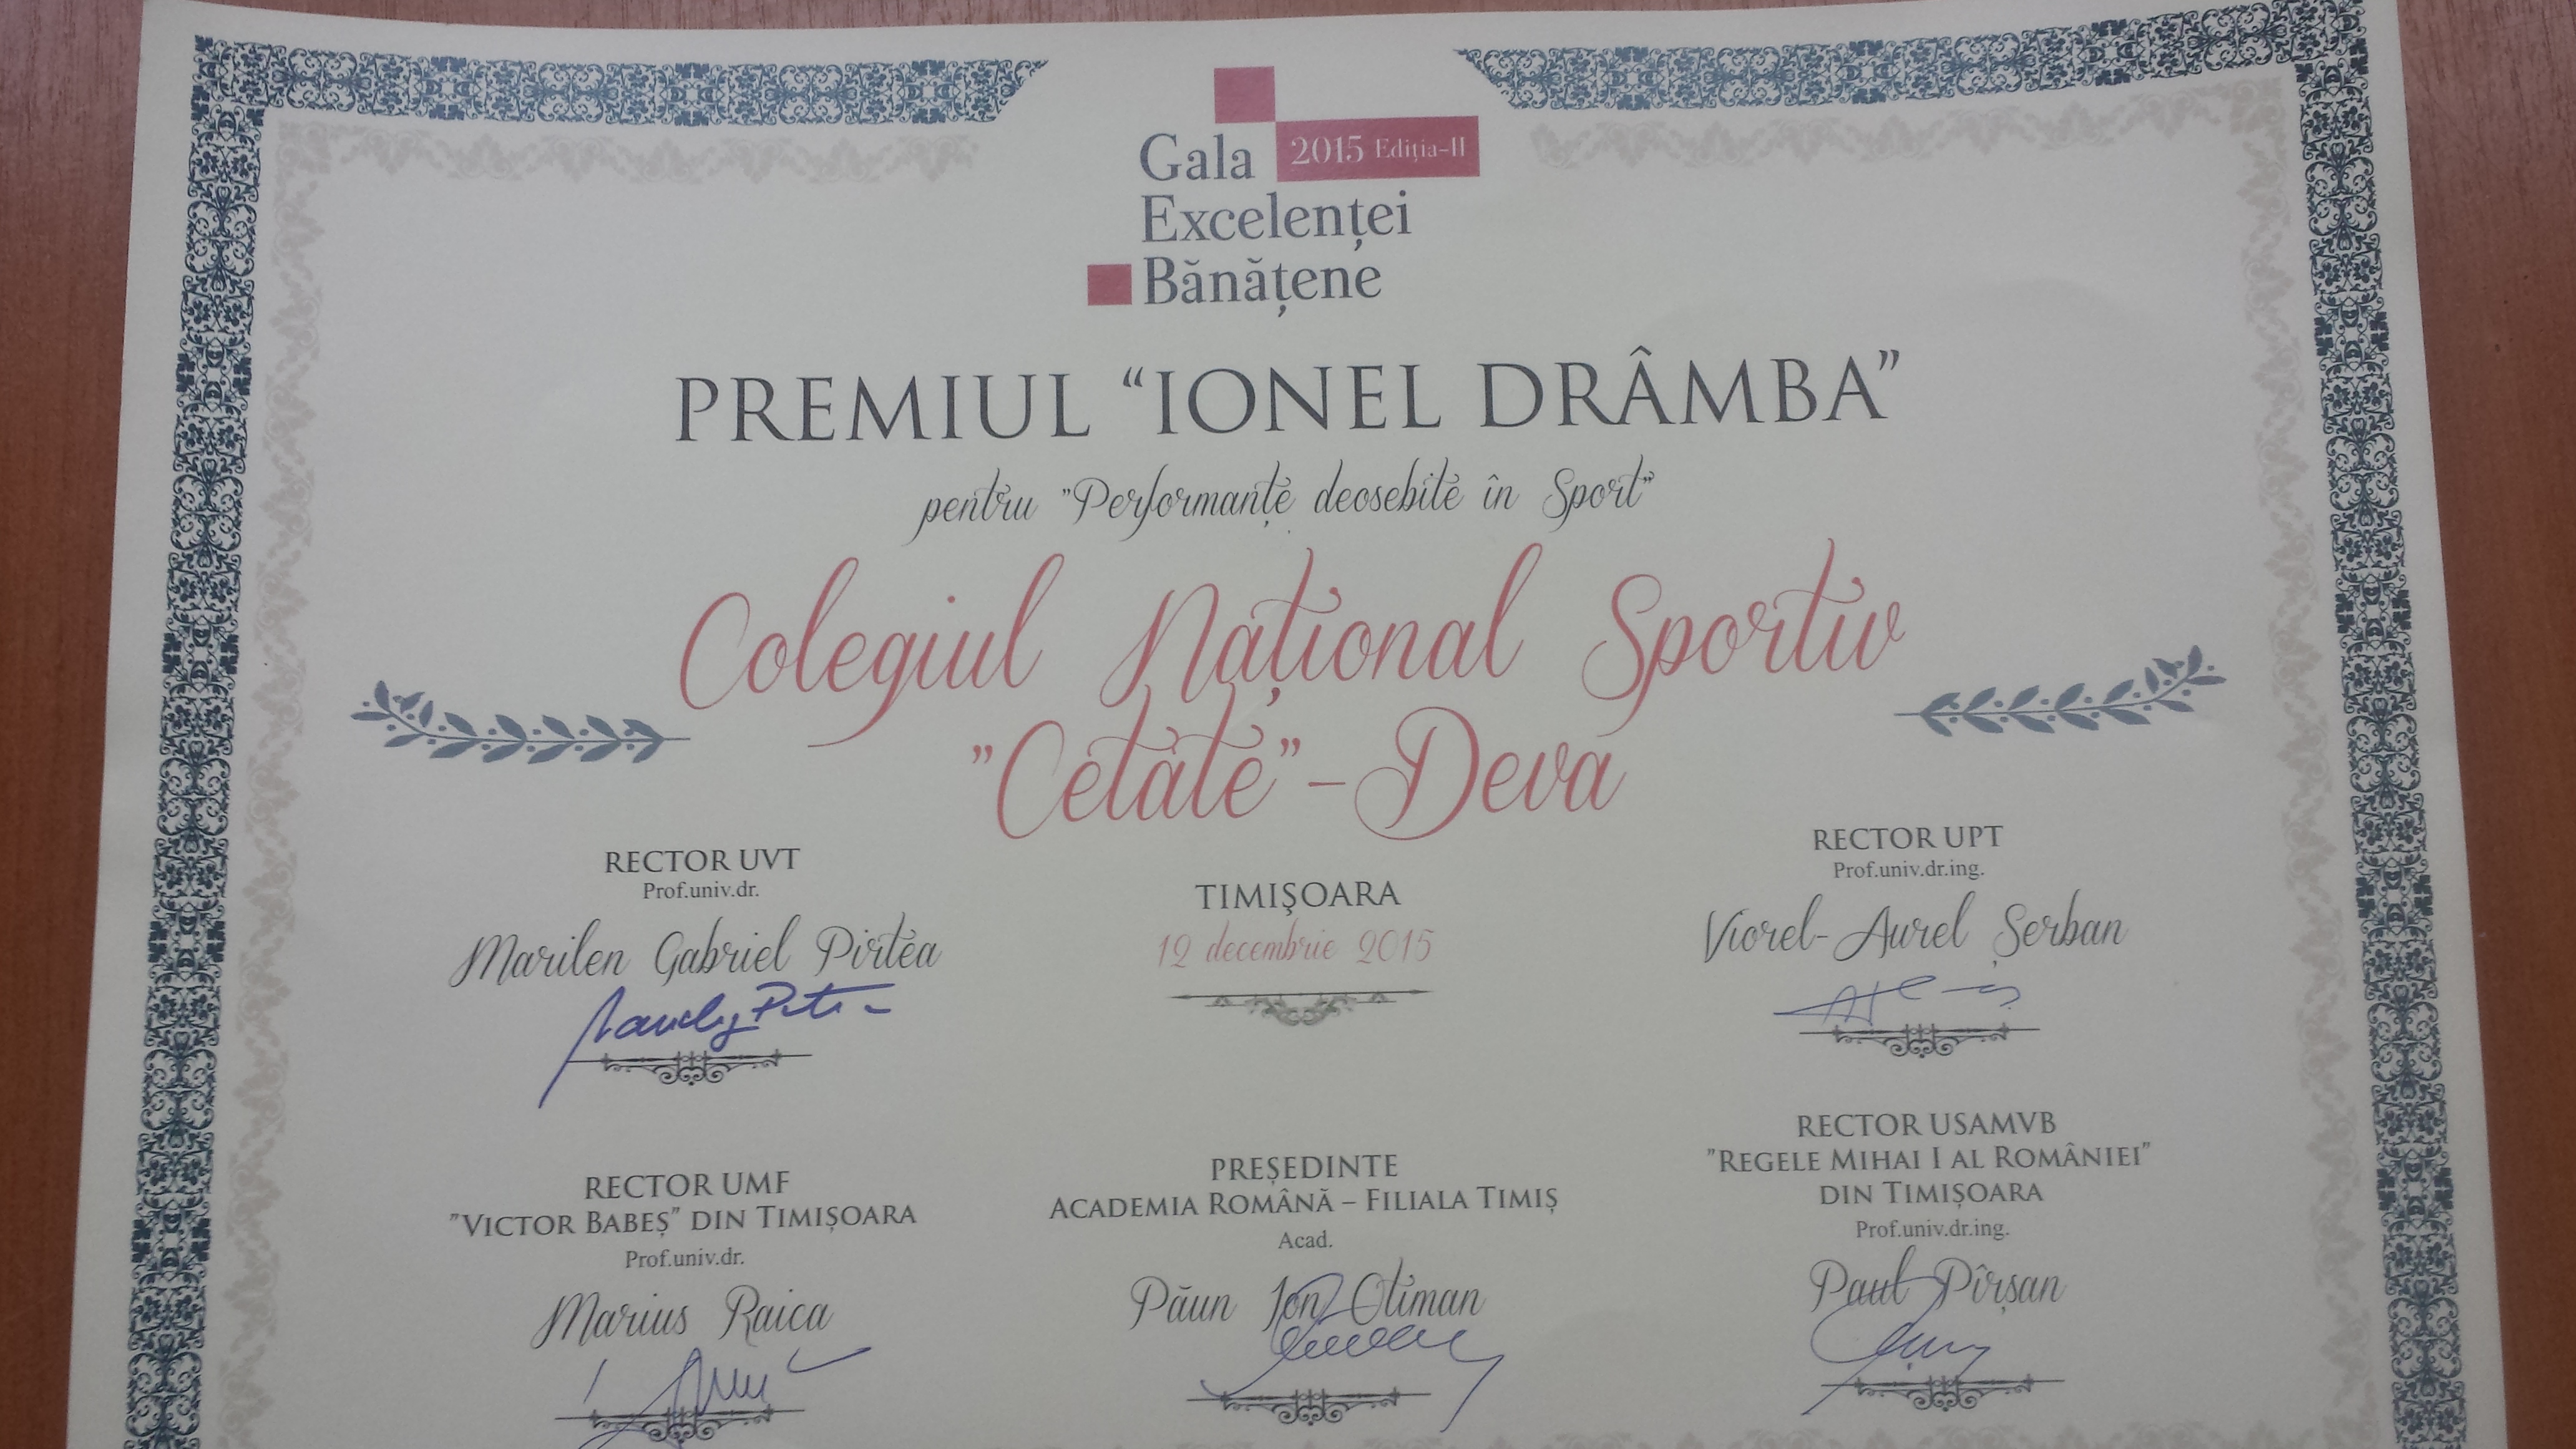 Gala 2015 Ediția-II
Excelenței
Bănățene
PREMIUL “IONEL DRÂMBA”
pentru ”Performanțe deosebite în Sport”
Colegiul Național Sportiv
”Cetate”-Deva
RECTOR UVT
Prof.univ.dr.
Marilen Gabriel Pirtea
TIMIŞOARA
12 decembrie 2015
RECTOR UPT
Prof.univ.dr.ing.
Viorel-Aurel Șerban
RECTOR UMF
”VICTOR BABEȘ” DIN TIMIȘOARA
Prof.univ.dr.
Marius Raica
PREȘEDINTE
ACADEMIA ROMÂNĂ – FILIALA TIMIȘ
Acad.
Păun Ion Otiman
RECTOR USAMVB
”REGELE MIHAI I AL ROMÂNIEI”
DIN TIMIȘOARA
Prof.univ.dr.ing.
Paul Pîrșan